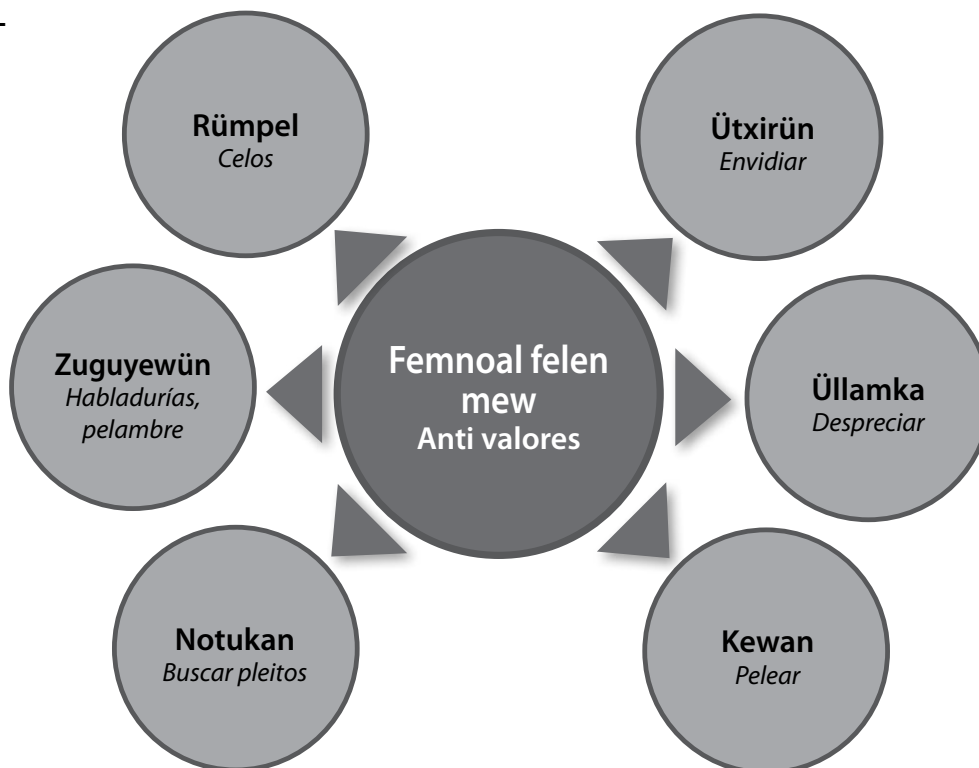 Rümpel
Celos
Ütxirün
Envidiar
Zuguyewün
Habladurías,
pelambre
Femnoal felen
mew
Anti valores
Üllamka
Despreciar
Notukan
Buscar pleitos
Kewan
Pelear